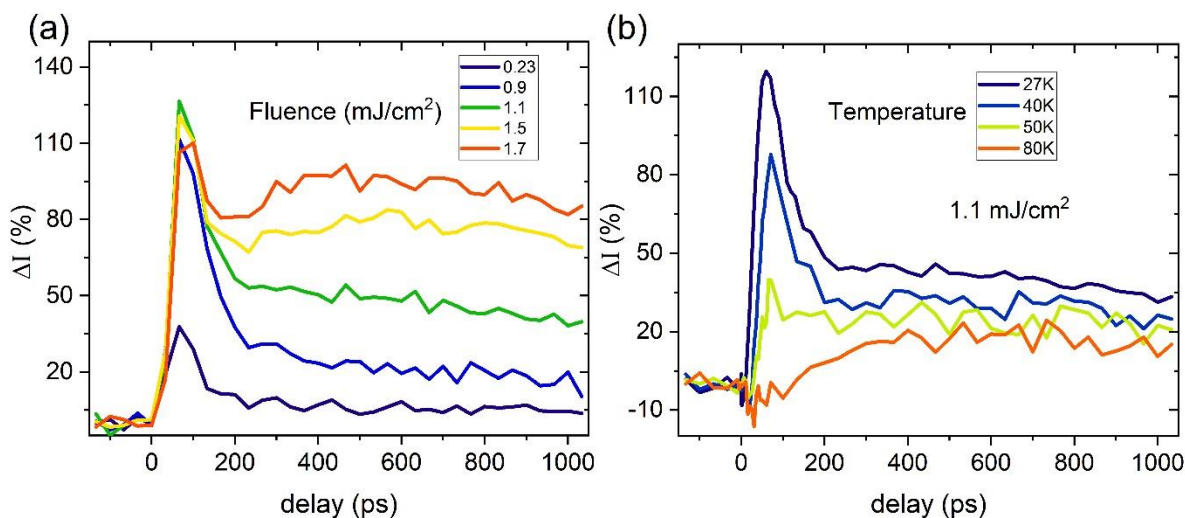 (a)
140
110
80
50
20
ΔI (%)
Fluence (mJ/cm²)
0.23
0.9
1.1
1.5
1.7
0 200 400 600 800 1000
delay (ps)
(b)
110
80
50
20
-10
ΔI (%)
Temperature
27K
40K
50K
80K
1.1 mJ/cm²
0 200 400 600 800 1000
delay (ps)